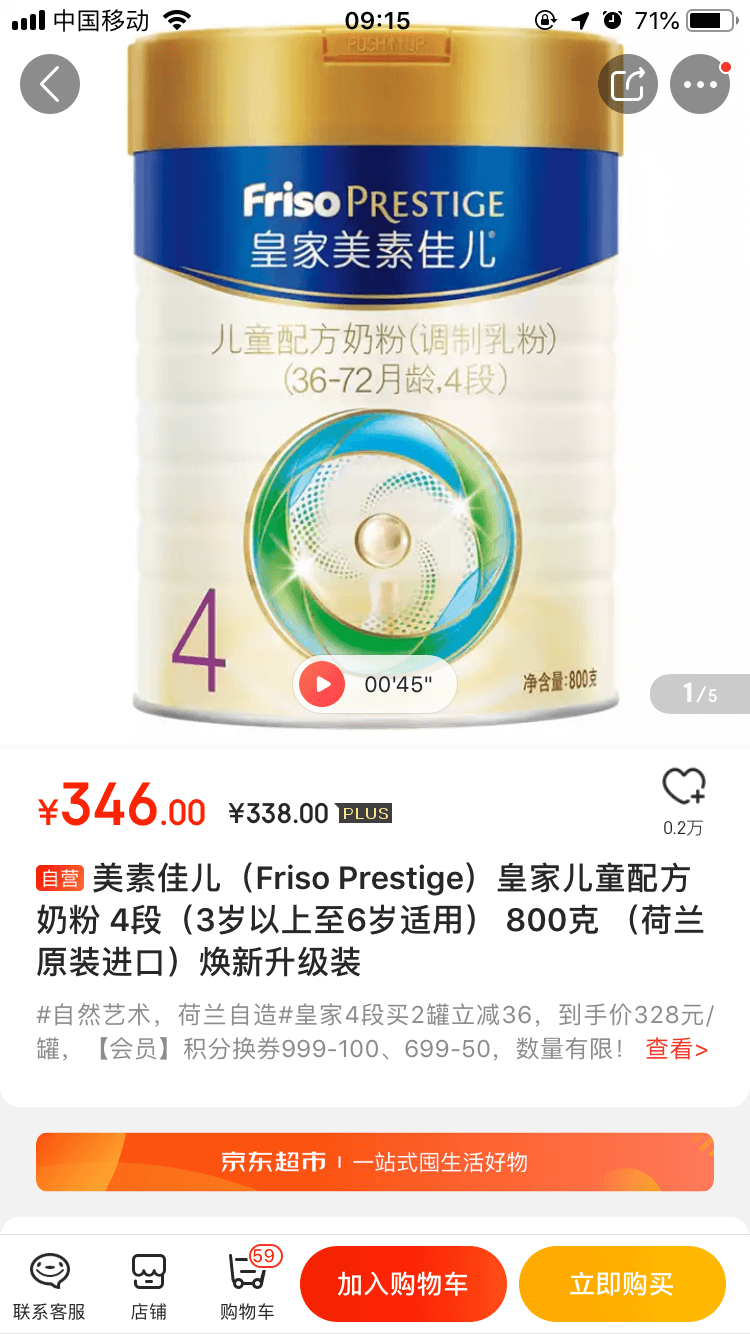 中国移动 09:15 71%
PUSH IT UP
Friso PRESTIGE
皇家美素佳儿®
儿童配方奶粉(调制乳粉)
(36-72月龄,4段)
4
净含量:800克
00'45"
1/5
¥346.00 ¥338.00 PLUS
0.2万
自营 美素佳儿（Friso Prestige）皇家儿童配方
奶粉 4段（3岁以上至6岁适用） 800克 （荷兰
原装进口）焕新升级装
#自然艺术，荷兰自造#皇家4段买2罐立减36，到手价328元/
罐，【会员】积分换券999-100、699-50，数量有限！ 查看>
京东超市 一站式囤生活好物
59
联系客服 店铺 购物车 加入购物车 立即购买